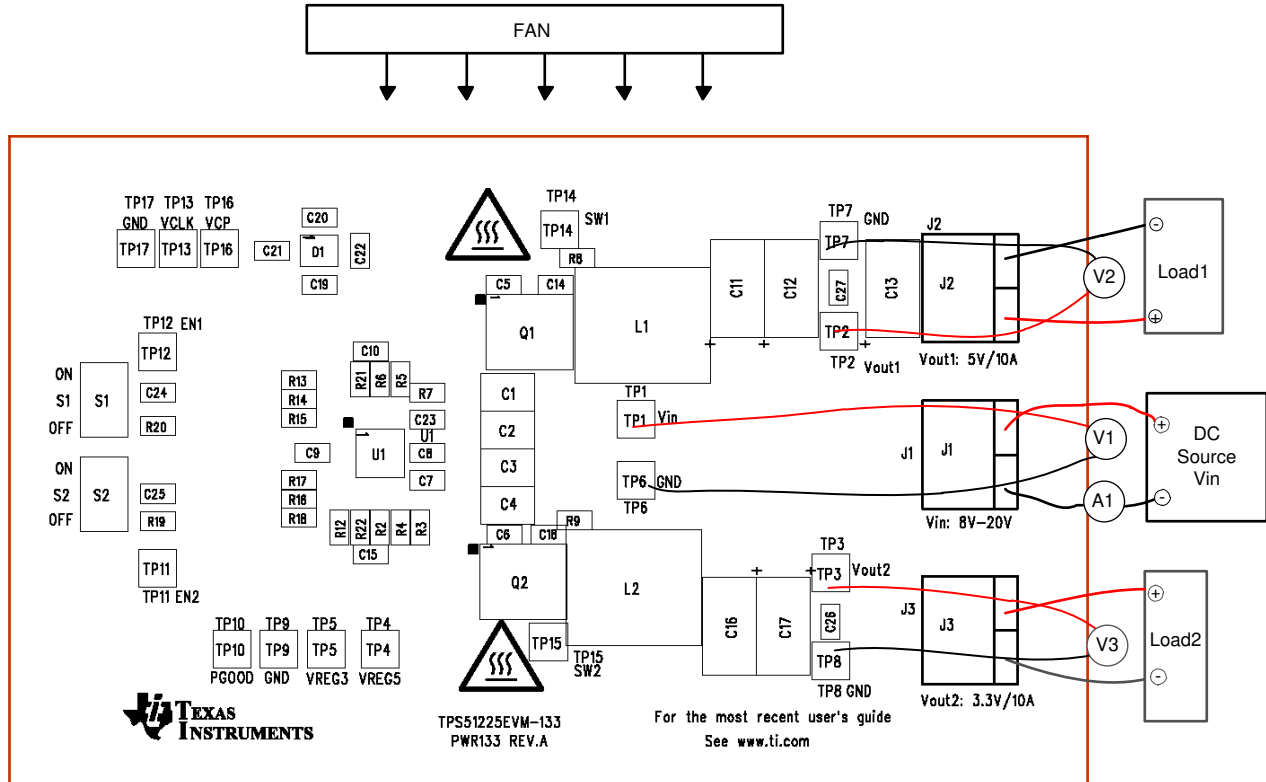 FAN
TP17 TP13 TP16
GND VCLK VCP
TP17 TP13 TP16
C20
C21
D1
C22
C19
TP14
TP14
SW1
R8
C5
C14
Q1
L1
C11
C12
TP7
GND
TP7
C27
TP2
TP2
Vout1
C13
J2
J2
Vout1: 5V/10A
V2
Load1
TP12 EN1
TP12
ON
S1
OFF
S1
C24
R20
R13
R14
R15
C10
R21
R6
R5
R7
C23
U1
U1
C8
C7
C9
C1
C2
C3
C4
TP1
TP1
Vin
TP6
GND
TP6
J1
J1
Vin: 8V-20V
V1
A1
DC
Source
Vin
ON
S2
OFF
S2
C25
R19
R17
R16
R18
R12
R22
R2
R4
R3
C15
TP11
TP11 EN2
R9
C6
C18
Q2
L2
C16
C17
TP3
TP3
Vout2
C26
TP8
TP8 GND
J3
J3
Vout2: 3.3V/10A
V3
Load2
TP10 TP9 TP5 TP4
TP10 TP9 TP5 TP4
PGOOD GND VREG3 VREG5
TP15
TP15
SW2
TEXAS
INSTRUMENTS
TPS51225EVM-133
PWR133 REV.A
For the most recent user's guide
See www.ti.com